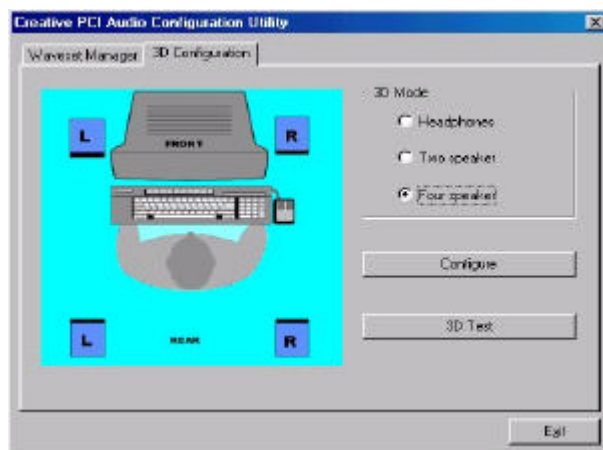 Creative PCI Audio Configuration Utility
Waveset Manager
3D Configuration
L
FRONT
R
L
REAR
R
3D Mode
Headphones
Two speaker
Four speaker
Configure
3D Test
Exit